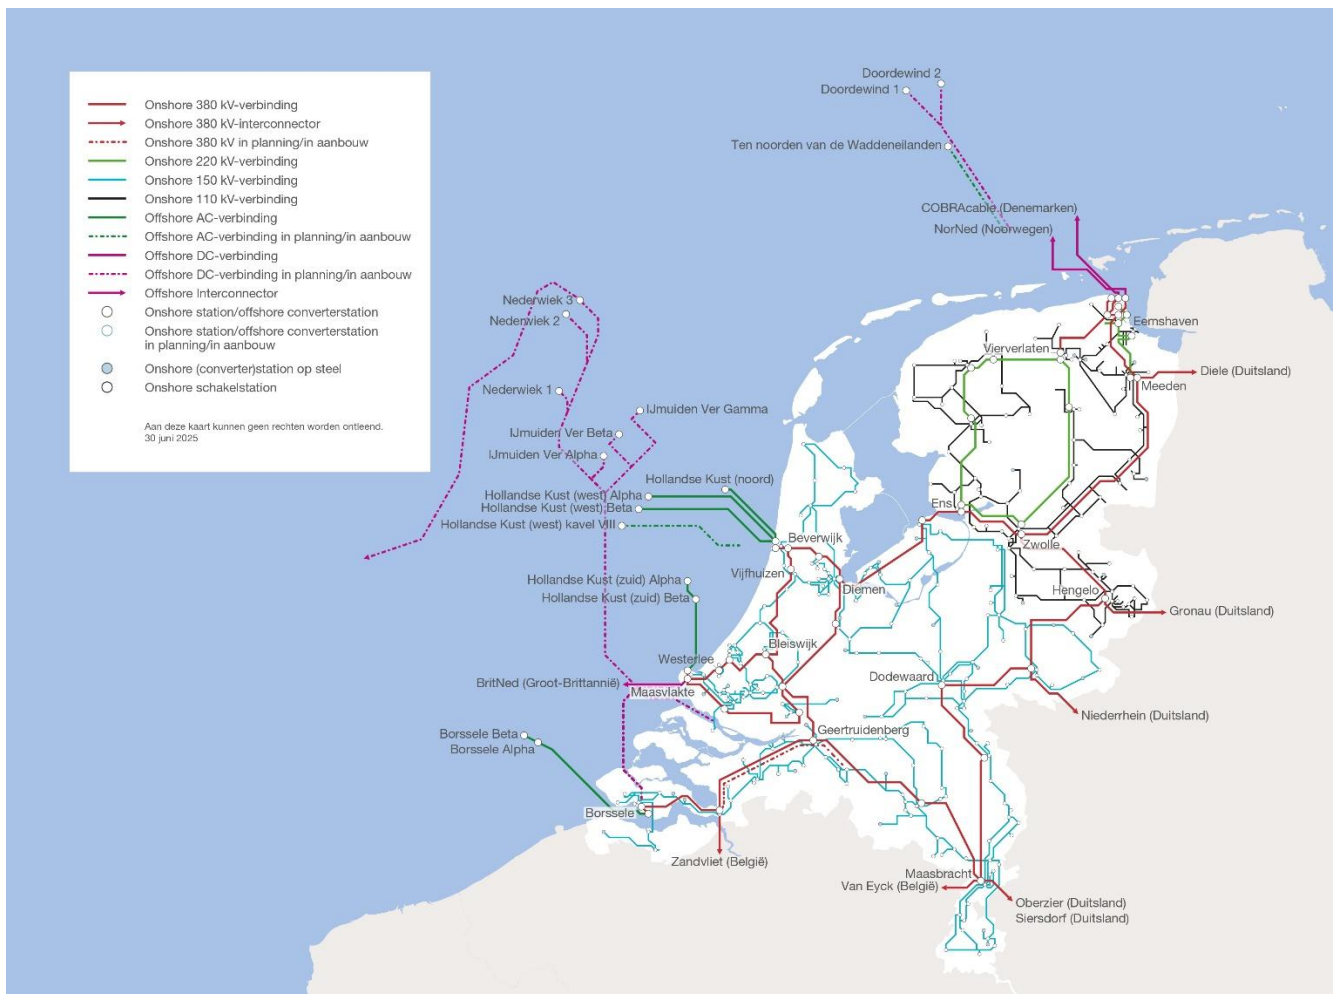 Onshore 380 kV-verbinding
Onshore 380 kV-interconnector
Onshore 380 kV in planning/in aanbouw
Onshore 220 kV-verbinding
Onshore 150 kV-verbinding
Onshore 110 kV-verbinding
Offshore AC-verbinding
Offshore AC-verbinding in planning/in aanbouw
Offshore DC-verbinding
Offshore DC-verbinding in planning/in aanbouw
Offshore Interconnector
Onshore station/offshore converterstation
Onshore station/offshore converterstation
in planning/in aanbouw
Onshore (converter)station op steel
Onshore schakelstation
Aan deze kaart kunnen geen rechten worden ontleend.
30 juni 2025
Doordewind 2
Doordewind 1
Ten noorden van de Waddeneilanden
COBRAcable (Denemarken)
NorNed (Noorwegen)
Nederwiek 3
Nederwiek 2
Eemshaven
Vierverlaten
Diele (Duitsland)
Meeden
Nederwiek 1
IJmuiden Ver Gamma
IJmuiden Ver Beta
IJmuiden Ver Alpha
Hollandse Kust (noord)
Hollandse Kust (west) Alpha
Hollandse Kust (west) Beta
Hollandse Kust (west) kavel VIII
Ens
Beverwijk
Zwolle
Vijfhuizen
Hollandse Kust (zuid) Alpha
Diemen
Hengelo
Hollandse Kust (zuid) Beta
Gronau (Duitsland)
Bleiswijk
Westerlee
Dodewaard
BritNed (Groot-Brittannië)
Maasvlakte
Niederrhein (Duitsland)
Geertruidenberg
Borssele Beta
Borssele Alpha
Borssele
Zandvliet (België)
Maasbracht
Van Eyck (België)
Oberzier (Duitsland)
Siersdorf (Duitsland)